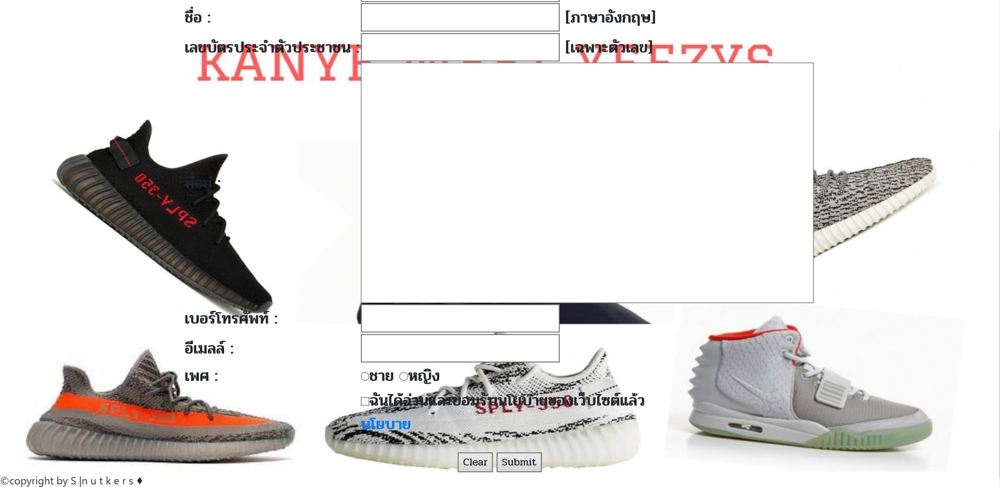 ชื่อ : [ภาษาอังกฤษ]
เลขบัตรประจำตัวประชาชน : [เฉพาะตัวเลข]
KANYE WEST YEEZYS
SPLY-350
ที่อยู่ :
เบอร์โทรศัพท์ :
อีเมลล์ :
เพศ : ชาย หญิง
ฉันได้อ่านและยอมรับนโยบายของเว็บไซต์แล้ว
SPLY-350
SPLY-350
นโยบาย
Clear Submit
©copyright by S |n u t k e r s ♦